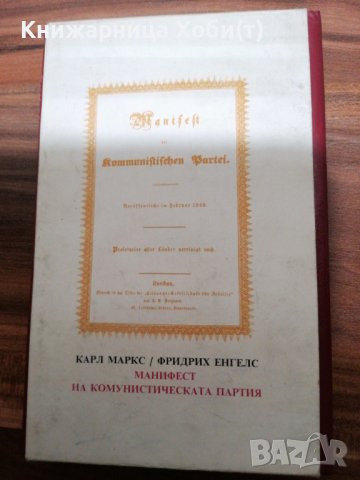 Книжарница Хоби(т)
Manifest
der
Kommunistischen Partei.
Veröffentlicht im Februar 1848.
Proletarier aller Länder vereinigt euch.
London.
КАРЛ МАРКС / ФРИДРИХ ЕНГЕЛС
МАНИФЕСТ
НА КОМУНИСТИЧЕСКАТА ПАРТИЯ
BAZAR
bg